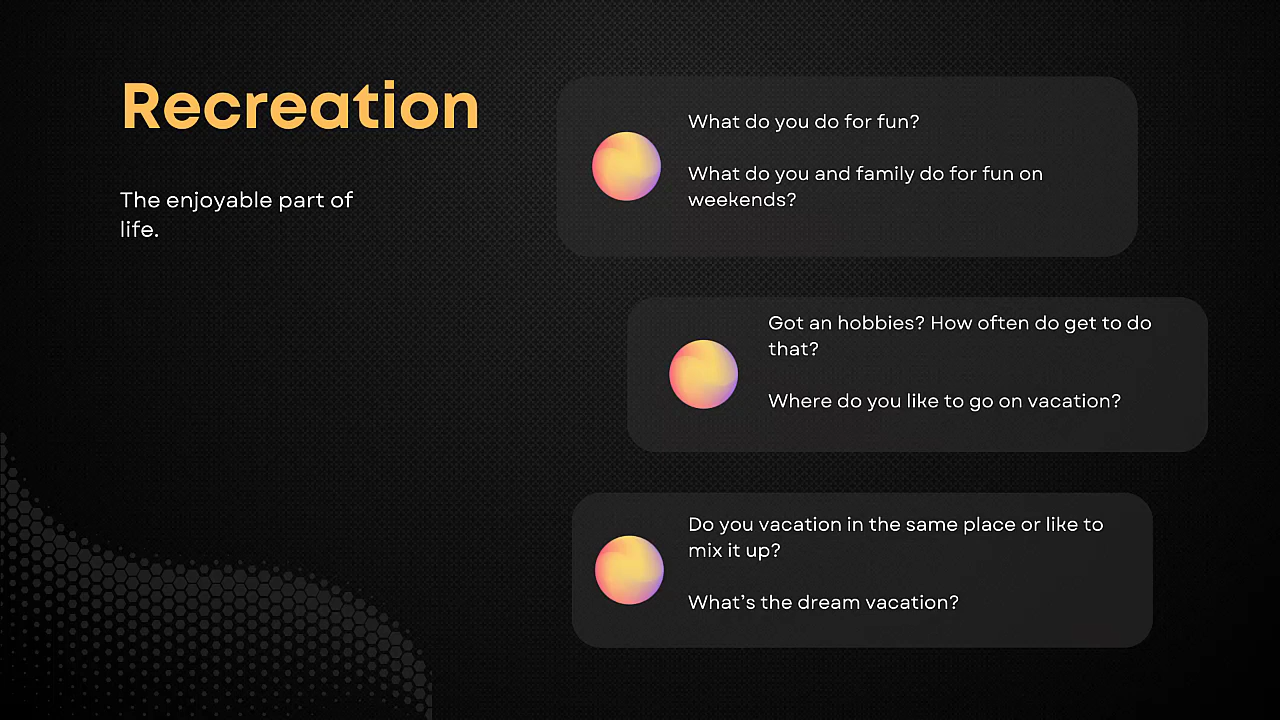 Recreation
The enjoyable part of
life.
What do you do for fun?
What do you and family do for fun on
weekends?
Got an hobbies? How often do get to do
that?
Where do you like to go on vacation?
Do you vacation in the same place or like to
mix it up?
What’s the dream vacation?